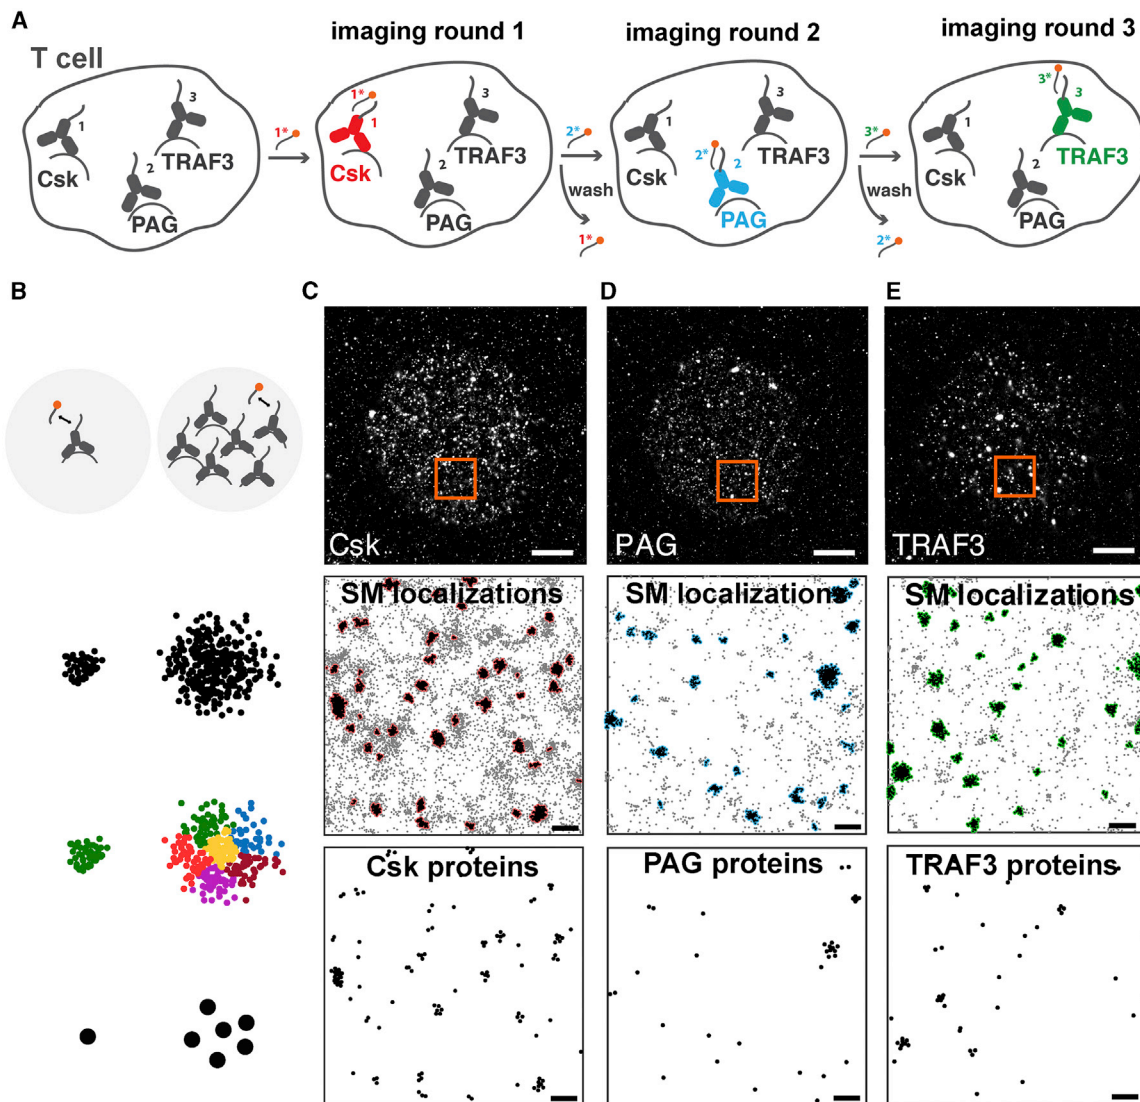 A
T cell
1
3
Csk
2
TRAF3
PAG
1*
imaging round 1
1*
1
3
Csk
2
TRAF3
PAG
2*
wash
1*
imaging round 2
1
3
Csk
2*
2
TRAF3
PAG
3*
wash
2*
imaging round 3
3*
1
3
Csk
2
TRAF3
PAG
B
C
Csk
SM localizations
Csk proteins
D
PAG
SM localizations
PAG proteins
E
TRAF3
SM localizations
TRAF3 proteins